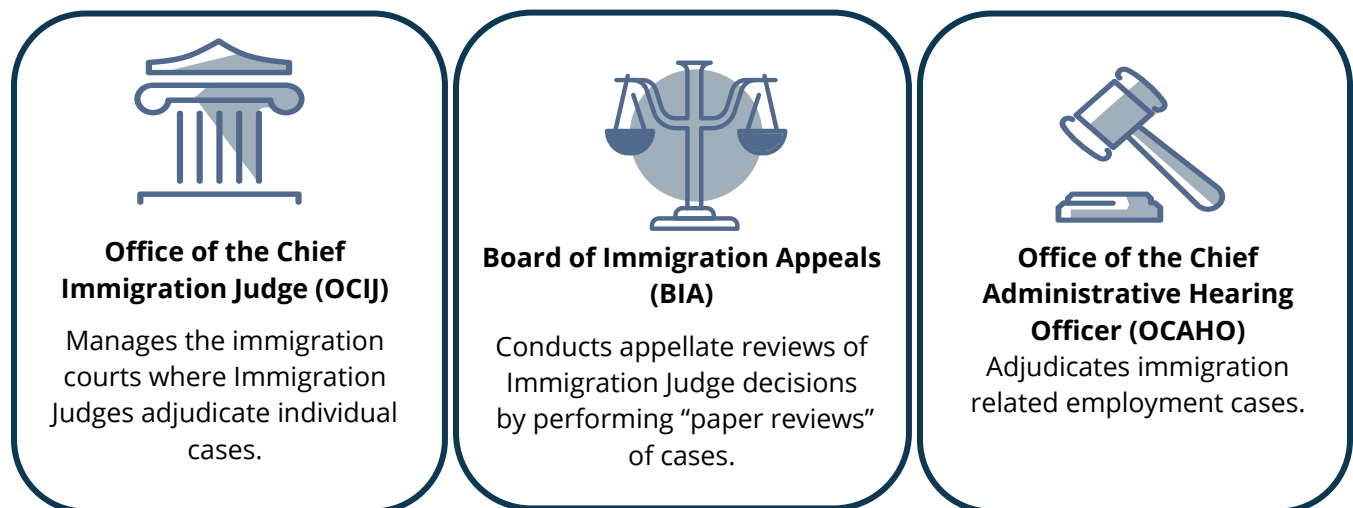 Office of the Chief
Immigration Judge (OCIJ)
Manages the immigration
courts where Immigration
Judges adjudicate individual
cases.
Board of Immigration Appeals
(BIA)
Conducts appellate reviews of
Immigration Judge decisions
by performing “paper reviews”
of cases.
Office of the Chief
Administrative Hearing
Officer (OCAHO)
Adjudicates immigration
related employment cases.